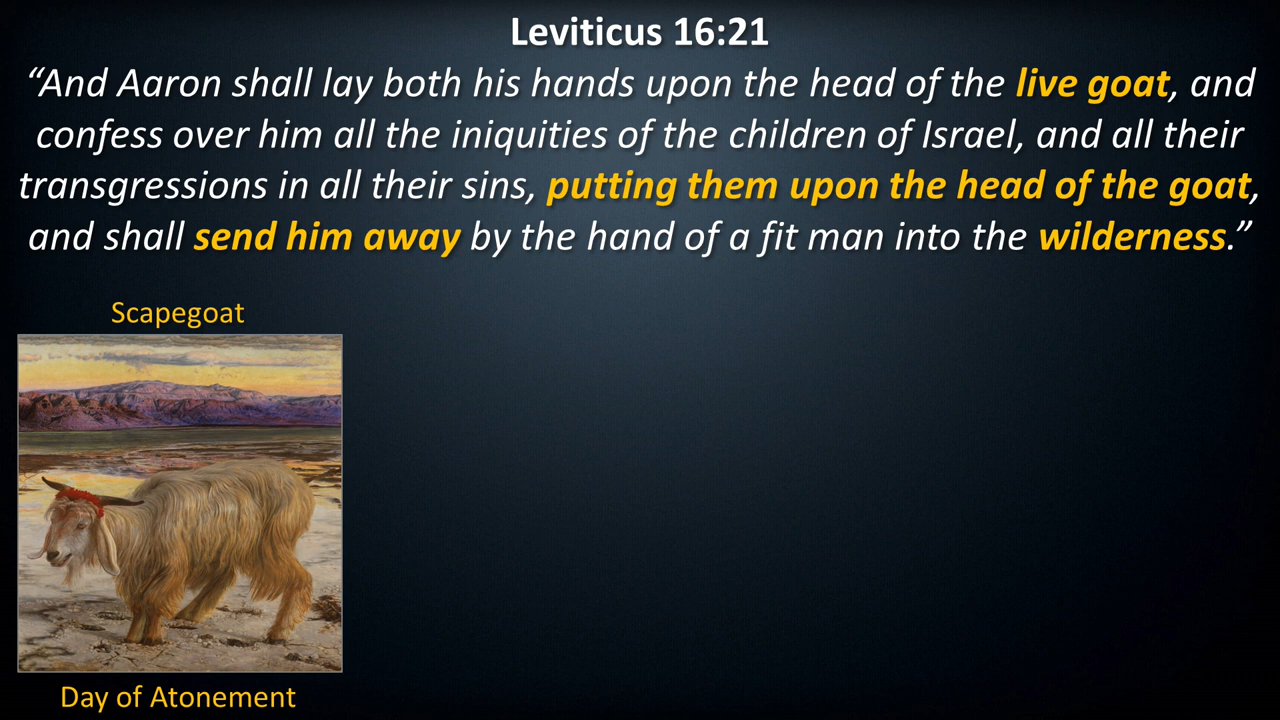 Leviticus 16:21
“And Aaron shall lay both his hands upon the head of the live goat, and
confess over him all the iniquities of the children of Israel, and all their
transgressions in all their sins, putting them upon the head of the goat,
and shall send him away by the hand of a fit man into the wilderness.”
Scapegoat
Day of Atonement